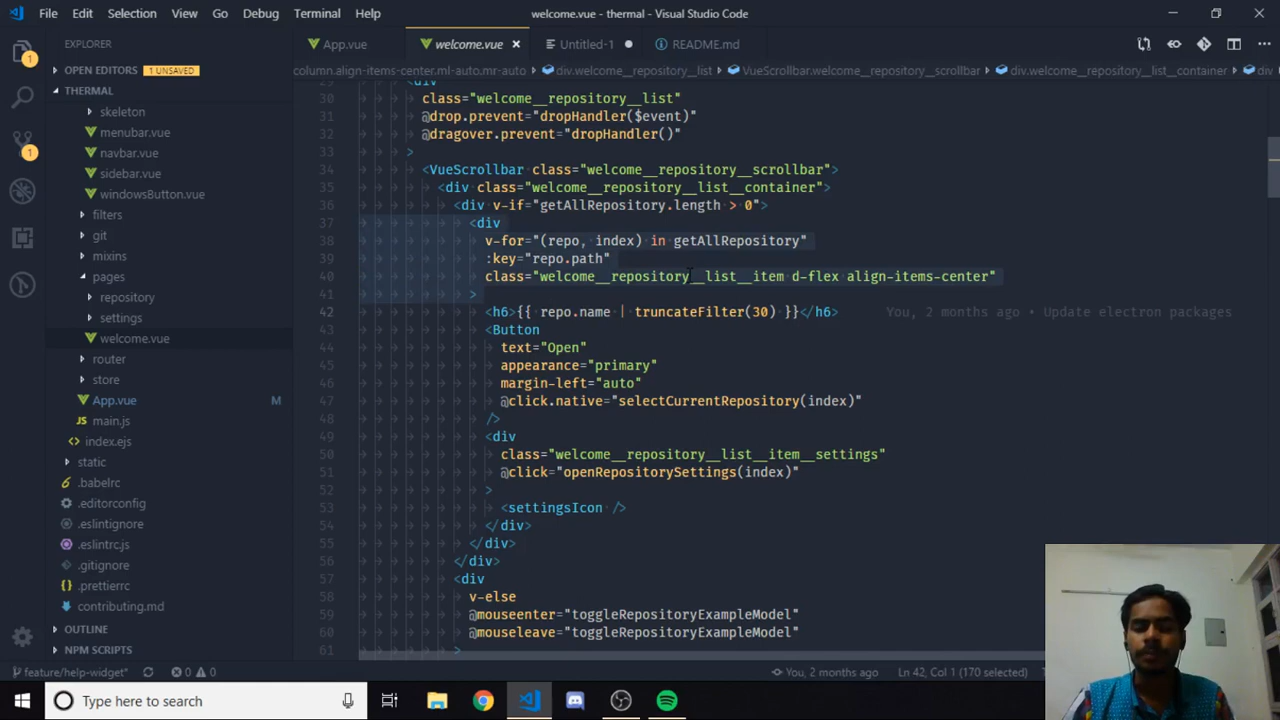 File Edit Selection View Go Debug Terminal Help
welcome.vue - thermal - Visual Studio Code
EXPLORER
App.vue
welcome.vue
Untitled-1
README.md
OPEN EDITORS 1 UNSAVED
column.align-items-center.ml-auto.mr-auto div.welcome__repository__list VueScrollbar.welcome__repository__scrollbar div.welcome__repository__list__container div
THERMAL
skeleton
menubar.vue
navbar.vue
sidebar.vue
windowsButton.vue
filters
git
mixins
pages
repository
settings
welcome.vue
router
store
App.vue M
main.js
index.ejs
static
.babelrc
.editorconfig
.eslintignore
.eslintrc.js
.gitignore
.prettierrc
contributing.md
OUTLINE
NPM SCRIPTS
1
1
29 <div
30 class="welcome__repository__list"
31 @drop.prevent="dropHandler($event)"
32 @dragover.prevent="dropHandler()"
33 >
34 <VueScrollbar class="welcome__repository__scrollbar">
35 <div class="welcome__repository__list__container">
36 <div v-if="getAllRepository.length > 0">
37 <div
38 v-for="(repo, index) in getAllRepository"
39 :key="repo.path"
40 class="welcome__repository__list__item d-flex align-items-center"
41 >
42 <h6>{{ repo.name | truncateFilter(30) }}</h6> You, 2 months ago • Update electron packages
43 <Button
44 text="Open"
45 appearance="primary"
46 margin-left="auto"
47 @click.native="selectCurrentRepository(index)"
48 />
49 <div
50 class="welcome__repository__list__item__settings"
51 @click="openRepositorySettings(index)"
52 >
53 <settingsIcon />
54 </div>
55 </div>
56 </div>
57 <div
58 v-else
59 @mouseenter="toggleRepositoryExampleModel"
60 @mouseleave="toggleRepositoryExampleModel"
61 >
feature/help-widget* 0 0 You, 2 months ago Ln 42, Col 1 (170 selected)
Type here to search